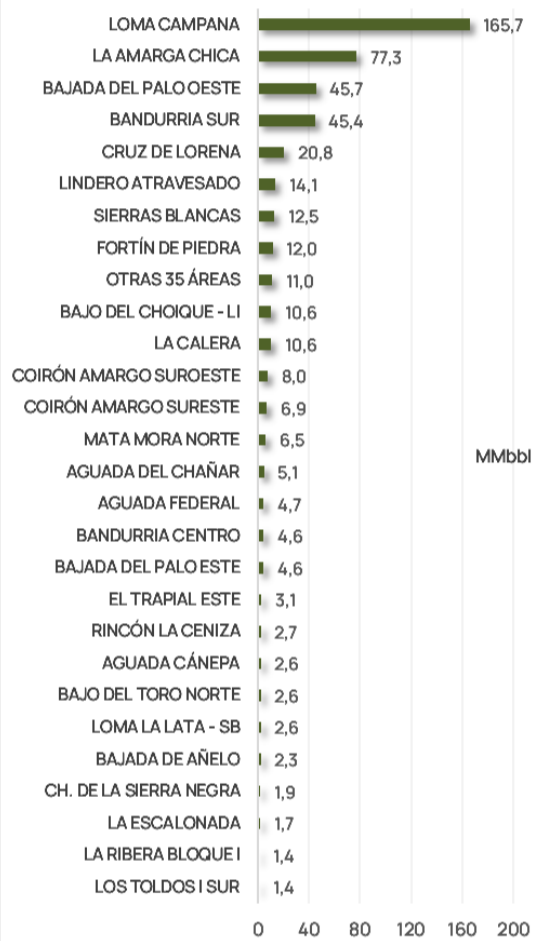 LOMA CAMPANA 165,7
LA AMARGA CHICA 77,3
BAJADA DEL PALO OESTE 45,7
BANDURRIA SUR 45,4
CRUZ DE LORENA 20,8
LINDERO ATRAVESADO 14,1
SIERRAS BLANCAS 12,5
FORTÍN DE PIEDRA 12,0
OTRAS 35 ÁREAS 11,0
BAJO DEL CHOIQUE - LI 10,6
LA CALERA 10,6
COIRÓN AMARGO SUROESTE 8,0
COIRÓN AMARGO SURESTE 6,9
MATA MORA NORTE 6,5
MMbbl
AGUADA DEL CHAÑAR 5,1
AGUADA FEDERAL 4,7
BANDURRIA CENTRO 4,6
BAJADA DEL PALO ESTE 4,6
EL TRAPIAL ESTE 3,1
RINCÓN LA CENIZA 2,7
AGUADA CÁNEPA 2,6
BAJO DEL TORO NORTE 2,6
LOMA LA LATA - SB 2,6
BAJADA DE AÑELO 2,3
CH. DE LA SIERRA NEGRA 1,9
LA ESCALONADA 1,7
LA RIBERA BLOQUE I 1,4
LOS TOLDOS I SUR 1,4
0 40 80 120 160 200